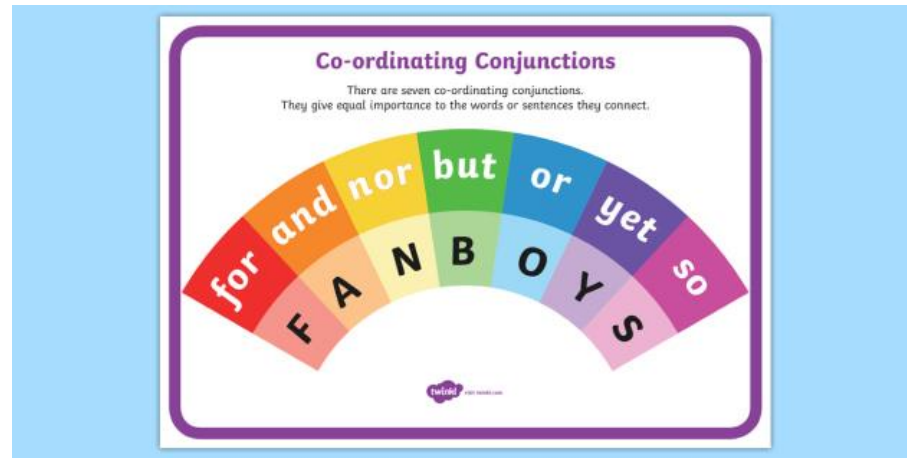 Co-ordinating Conjunctions
There are seven co-ordinating conjunctions.
They give equal importance to the words or sentences they connect.
for and nor but or yet so
F A N B O Y S
twinkl